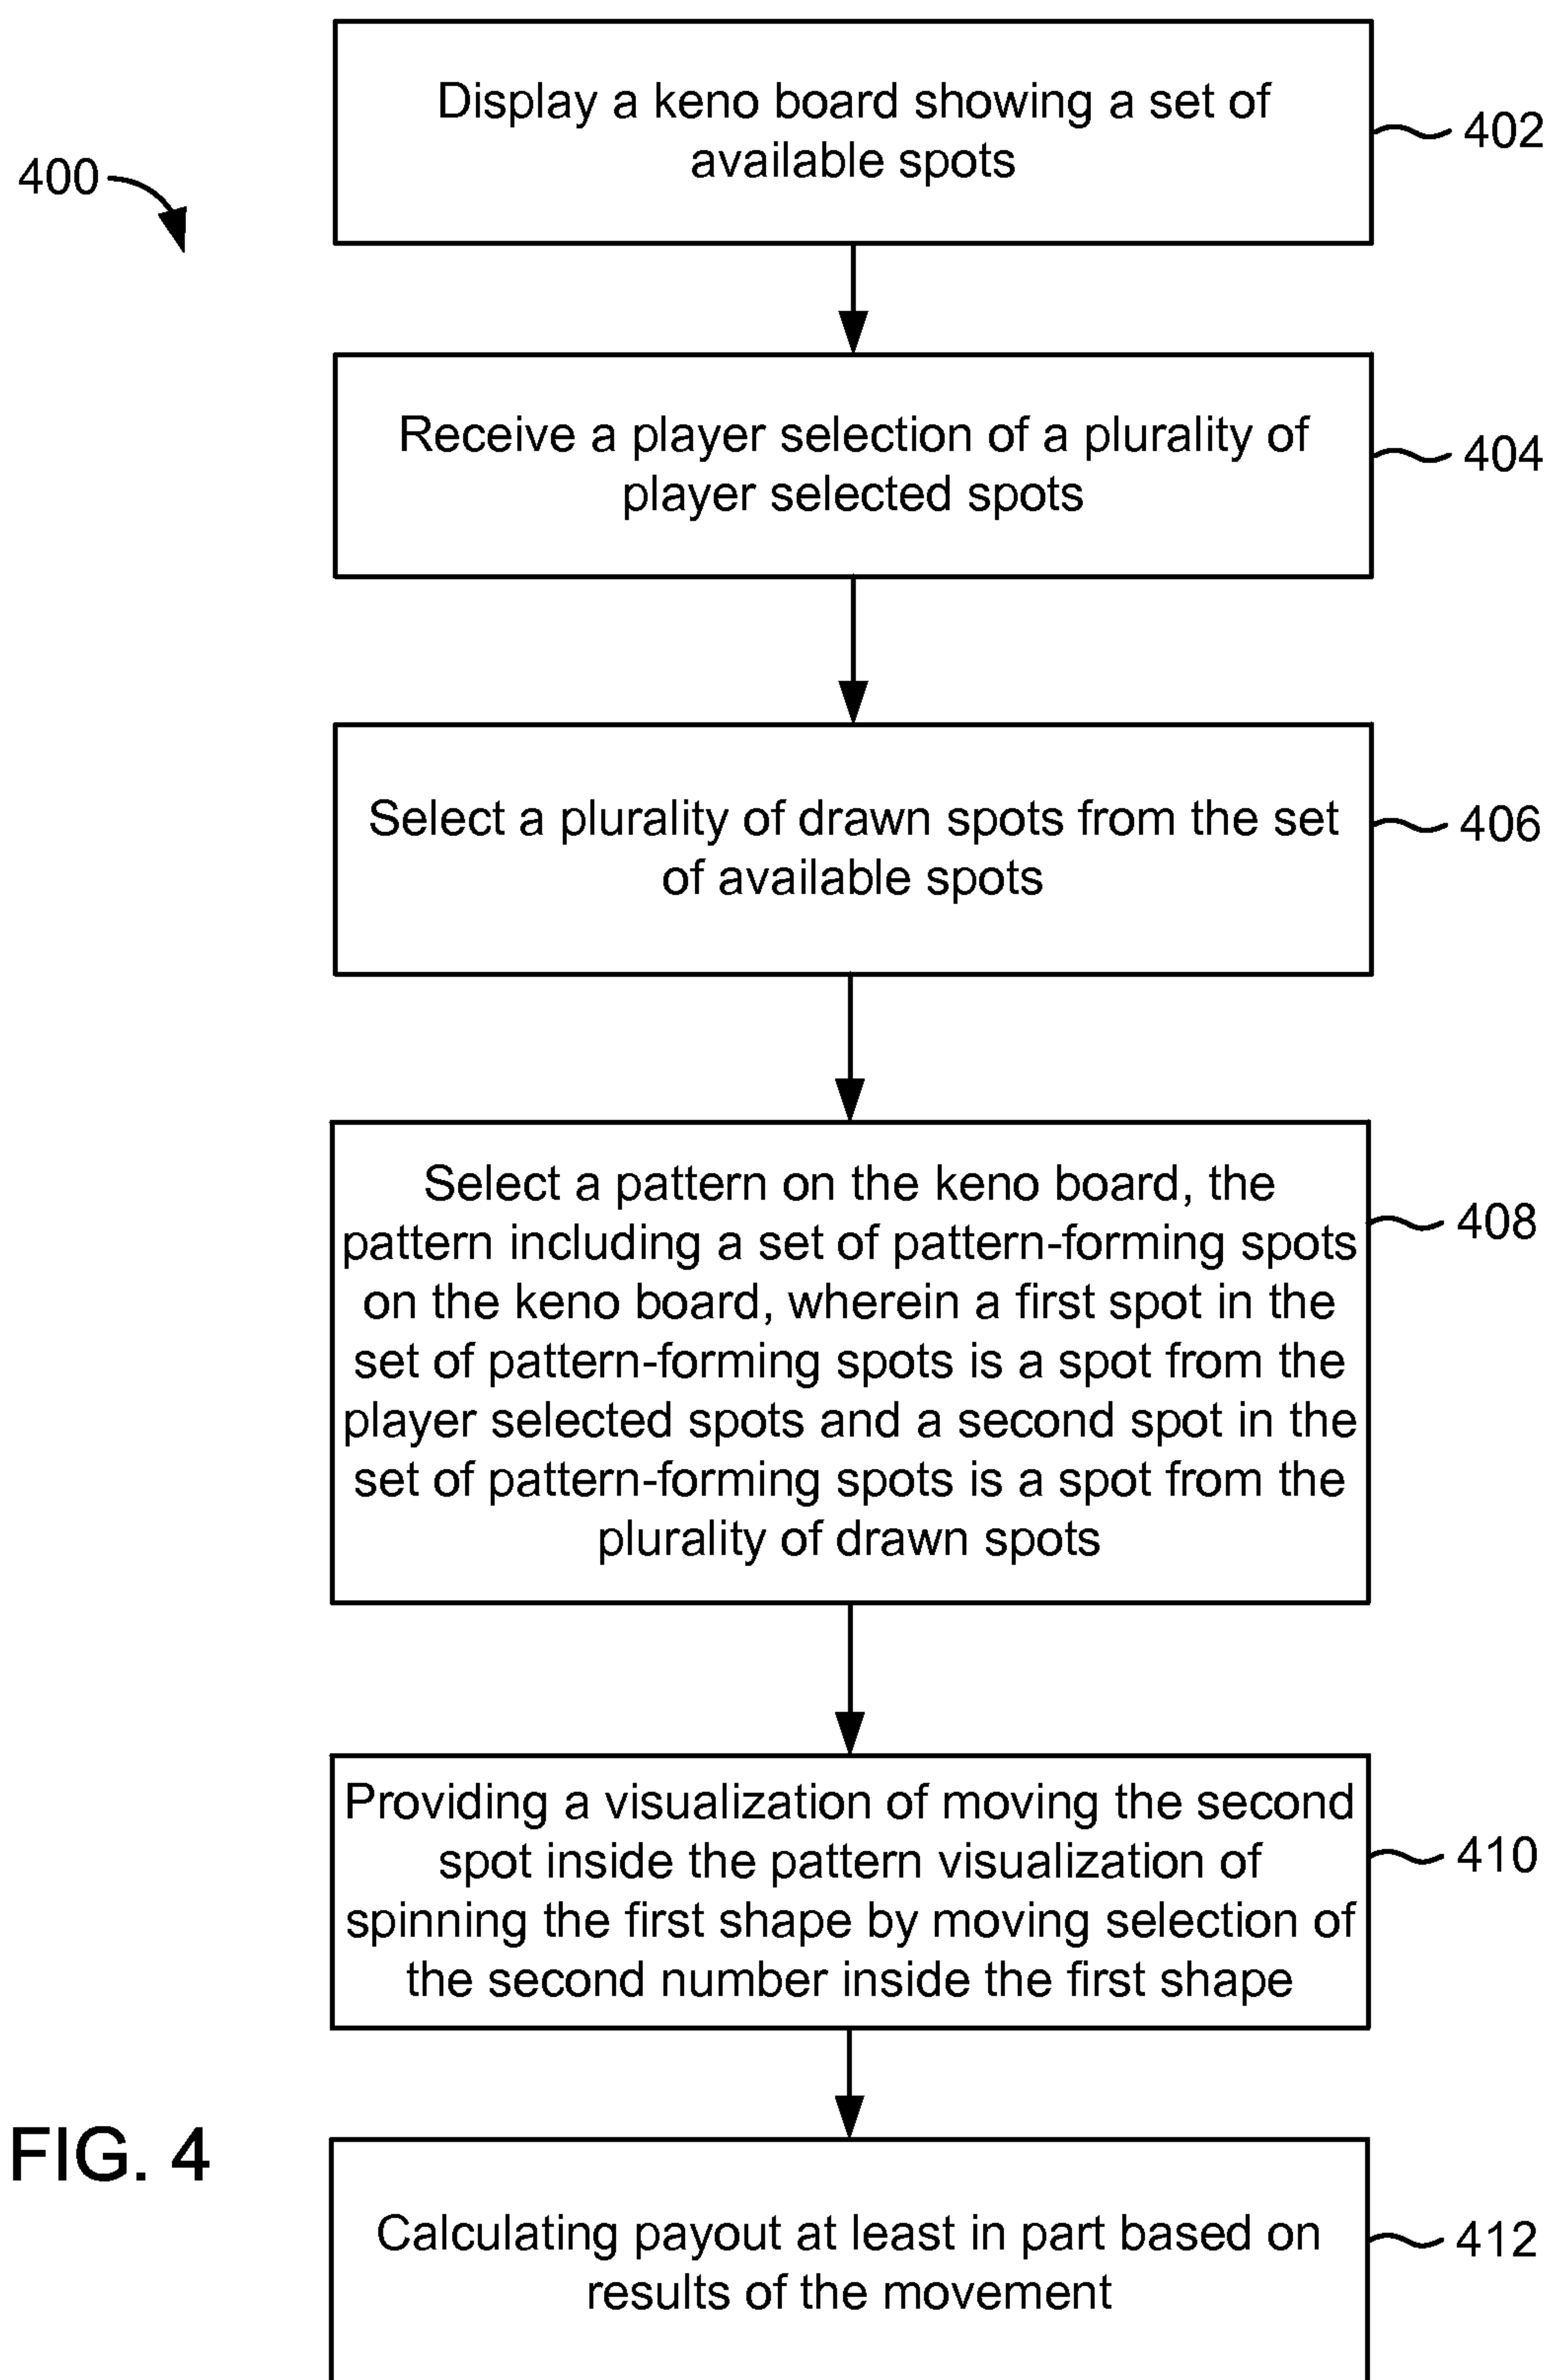 Display a keno board showing a set of
available spots
402
400
Receive a player selection of a plurality of
player selected spots
404
Select a plurality of drawn spots from the set
of available spots
406
Select a pattern on the keno board, the
pattern including a set of pattern-forming spots
on the keno board, wherein a first spot in the
set of pattern-forming spots is a spot from the
player selected spots and a second spot in the
set of pattern-forming spots is a spot from the
plurality of drawn spots
408
Providing a visualization of moving the second
spot inside the pattern visualization of
spinning the first shape by moving selection of
the second number inside the first shape
410
FIG. 4
Calculating payout at least in part based on
results of the movement
412